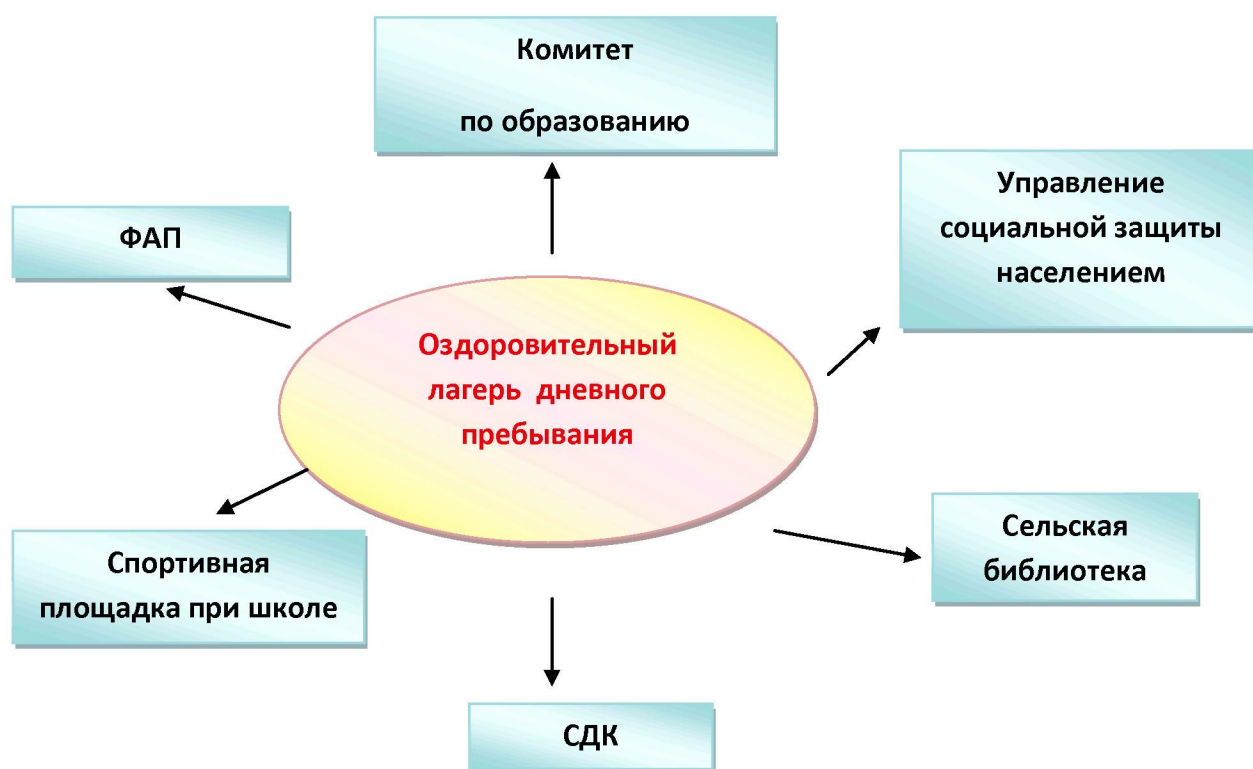 Комитет
по образованию
Управление
социальной защиты
населением
ФАП
Оздоровительный
лагерь дневного
пребывания
Сельская
библиотека
Спортивная
площадка при школе
СДК